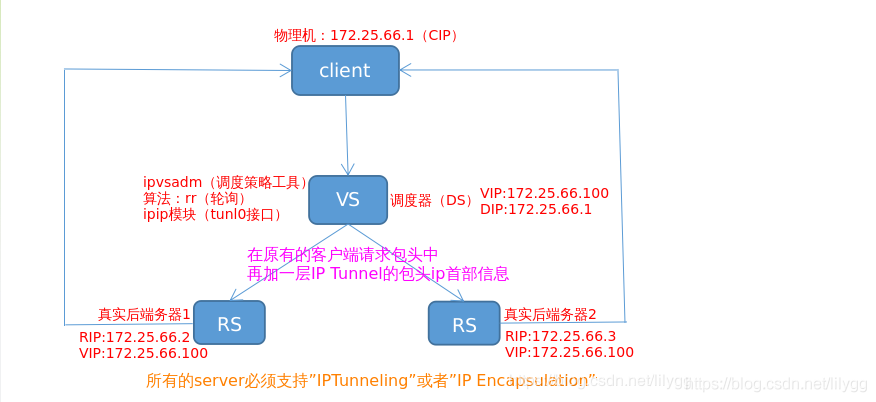 物理机：172.25.66.1（CIP）
client
ipvsadm（调度策略工具）
算法：rr（轮询）
ipip模块（tunl0接口）
VS
调度器（DS）
VIP:172.25.66.100
DIP:172.25.66.1
在原有的客户端请求包头中
再加一层IP Tunnel的包头ip首部信息
真实后端务器1
RS
RIP:172.25.66.2
VIP:172.25.66.100
RS
真实后端务器2
RIP:172.25.66.3
VIP:172.25.66.100
所有的server必须支持”IPTunneling”或者”IP Encapsulation”
https://blog.csdn.net/lilygg
https://blog.csdn.net/lilygg